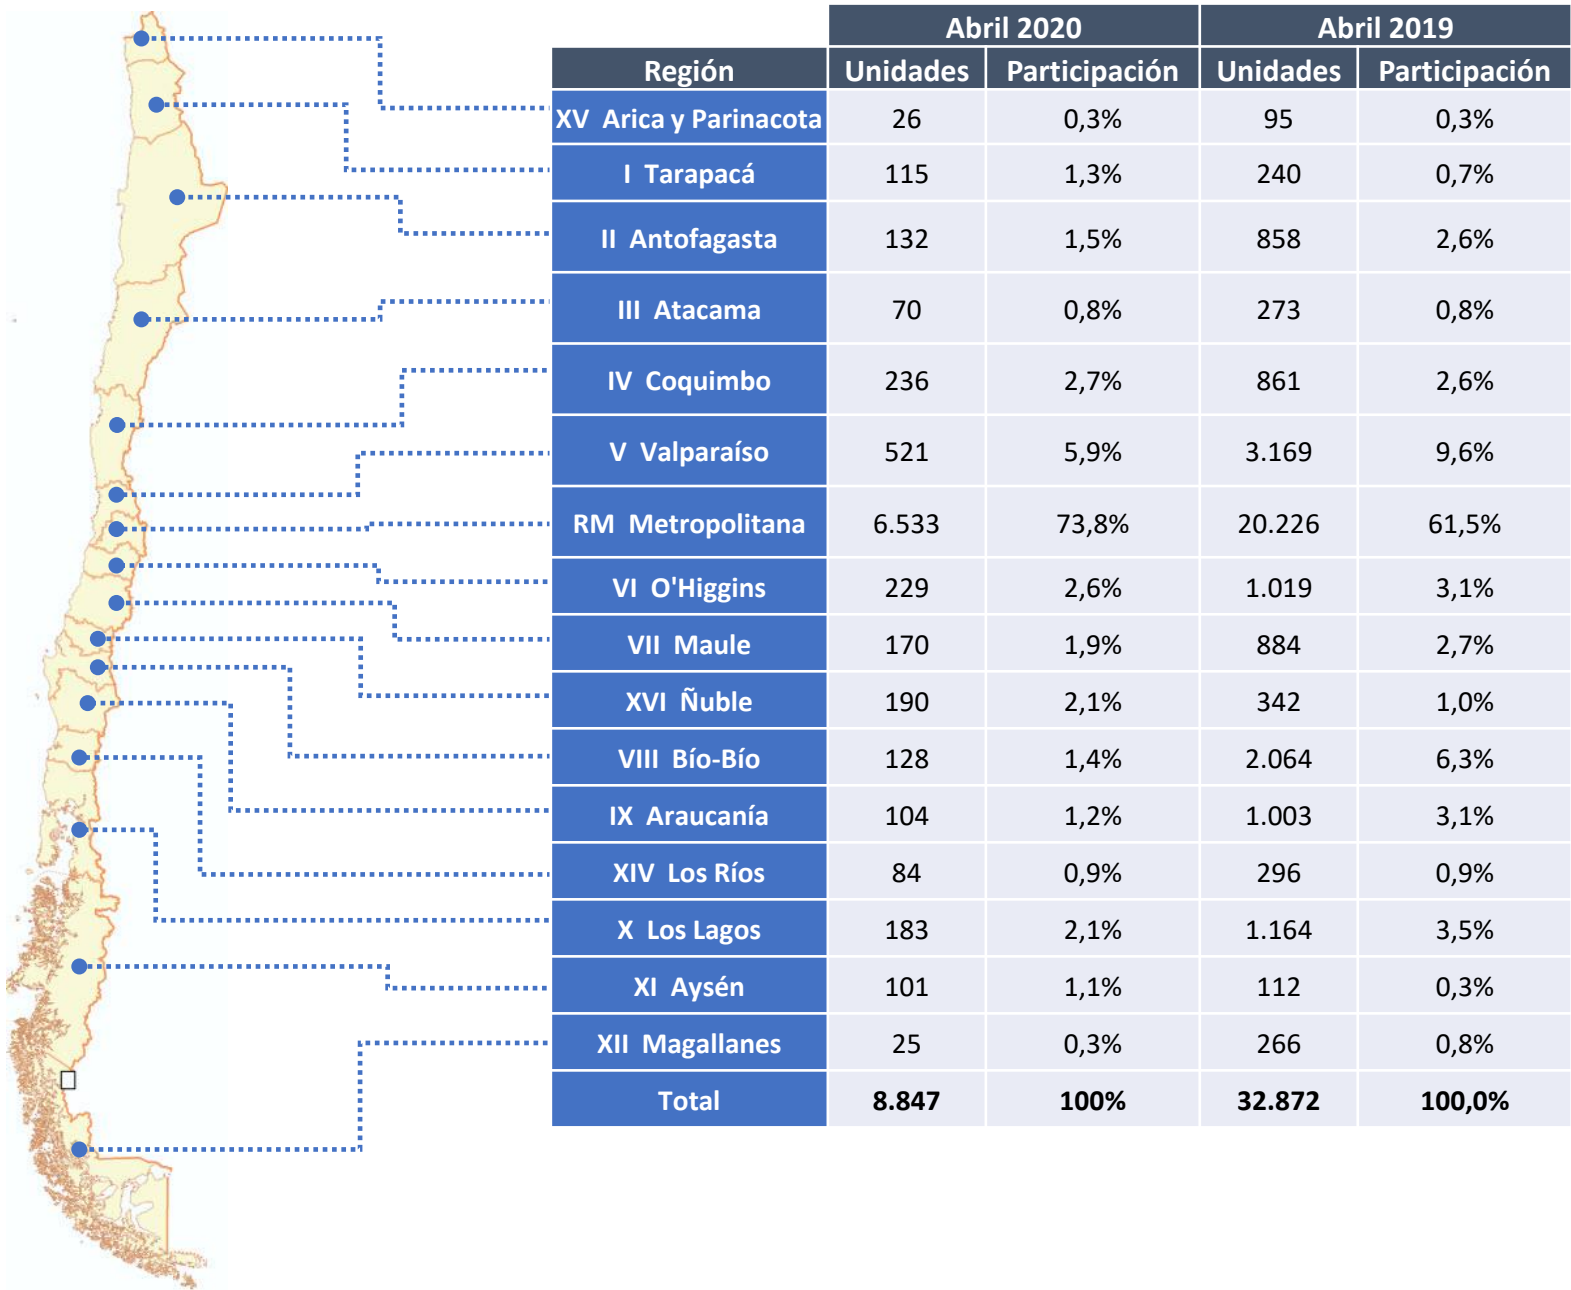 Abril 2020 Abril 2019
Región Unidades Participación Unidades Participación
XV Arica y Parinacota 26 0,3% 95 0,3%
I Tarapacá 115 1,3% 240 0,7%
II Antofagasta 132 1,5% 858 2,6%
III Atacama 70 0,8% 273 0,8%
IV Coquimbo 236 2,7% 861 2,6%
V Valparaíso 521 5,9% 3.169 9,6%
RM Metropolitana 6.533 73,8% 20.226 61,5%
VI O'Higgins 229 2,6% 1.019 3,1%
VII Maule 170 1,9% 884 2,7%
XVI Ñuble 190 2,1% 342 1,0%
VIII Bío-Bío 128 1,4% 2.064 6,3%
IX Araucanía 104 1,2% 1.003 3,1%
XIV Los Ríos 84 0,9% 296 0,9%
X Los Lagos 183 2,1% 1.164 3,5%
XI Aysén 101 1,1% 112 0,3%
XII Magallanes 25 0,3% 266 0,8%
Total 8.847 100% 32.872 100,0%